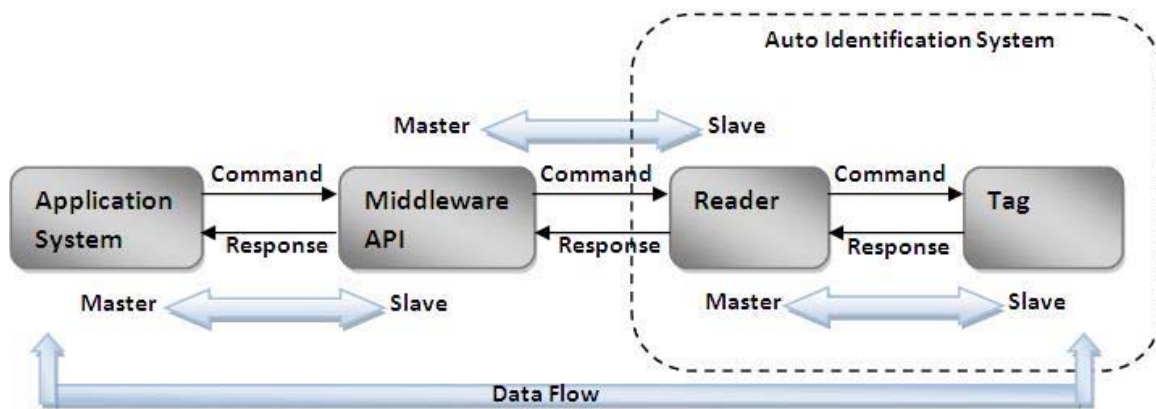 Auto Identification System
Master
Slave
Command
Command
Command
Application
System
Middleware
API
Reader
Tag
Response
Response
Response
Master
Slave
Master
Slave
Data Flow